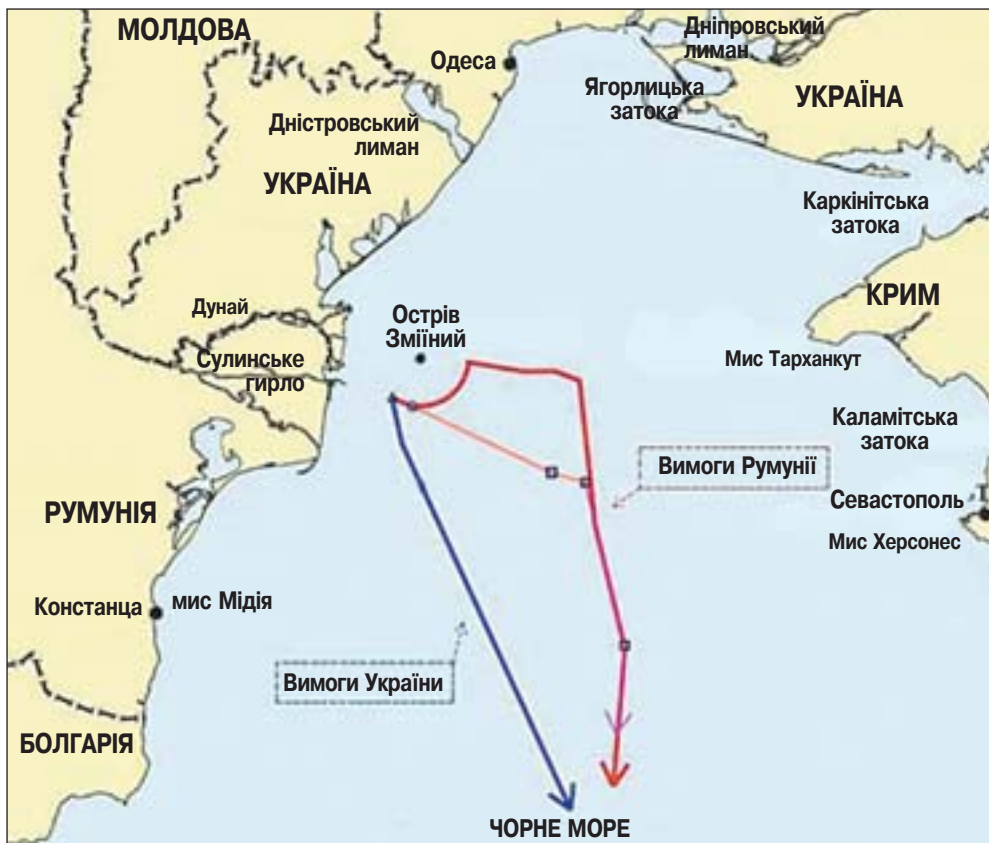 МОЛДОВА
Одеса
Дніпровський
лиман
Ягорлицька
затока
УКРАЇНА
Дністровський
лиман
УКРАЇНА
Каркінітська
затока
КРИМ
Дунай
Острів
Зміїний
Сулинське
гирло
Мис Тарханкут
Каламітська
затока
Вимоги Румунії
РУМУНІЯ
Севастополь
Мис Херсонес
Констанца
мис Мідія
Вимоги України
БОЛГАРІЯ
ЧОРНЕ МОРЕ